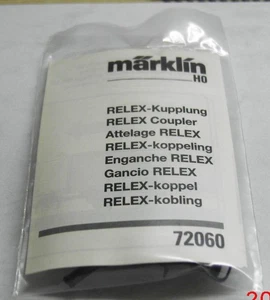 märklin
H0
RELEX-Kupplung
RELEX Coupler
Attelage RELEX
RELEX-koppeling
Enganche RELEX
Gancio RELEX
RELEX-koppel
RELEX-kobling
72060